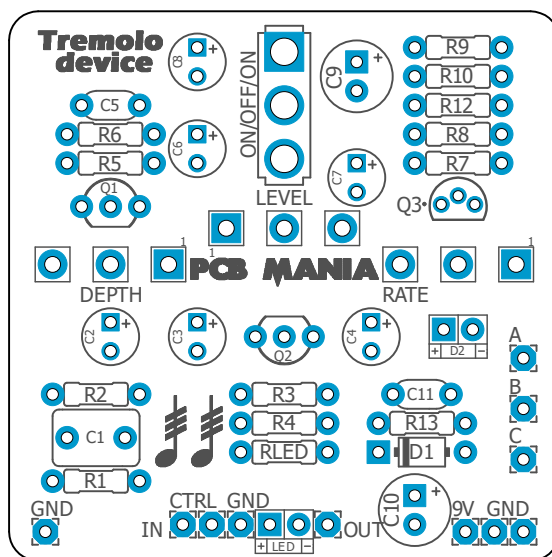 Tremolo
device
C8
+
ON/OFF/ON
C9
+
R9
R10
C5
R12
R6
C6
+
R8
R5
C7
+
R7
Q1
LEVEL
Q3
1
1
1
PCB MANIA
DEPTH
RATE
C2
+
C3
+
Q2
C4
+
+ D2 −
A
R2
R3
C11
B
C1
R4
R13
RLED
D1
C
R1
GND
CTRL GND
C10
+
9V GND
IN
OUT
+ LED −